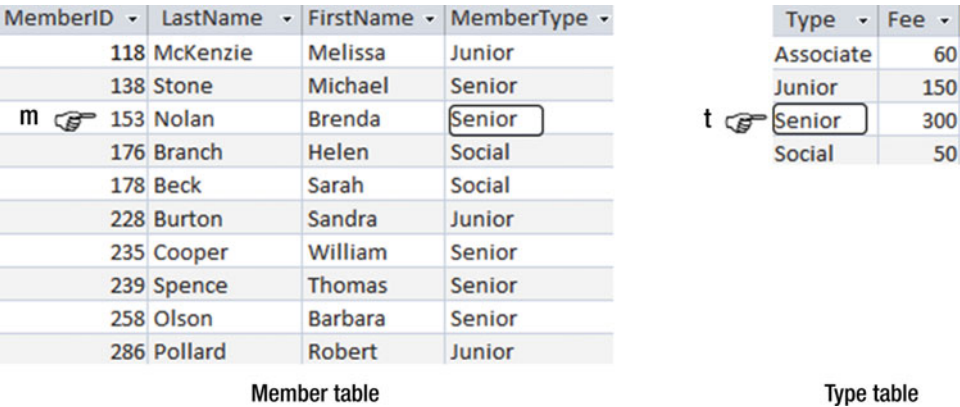 MemberID LastName FirstName MemberType
118 McKenzie Melissa Junior
138 Stone Michael Senior
m 153 Nolan Brenda Senior
176 Branch Helen Social
178 Beck Sarah Social
228 Burton Sandra Junior
235 Cooper William Senior
239 Spence Thomas Senior
258 Olson Barbara Senior
286 Pollard Robert Junior
Member table
Type Fee
Associate 60
Junior 150
t Senior 300
Social 50
Type table